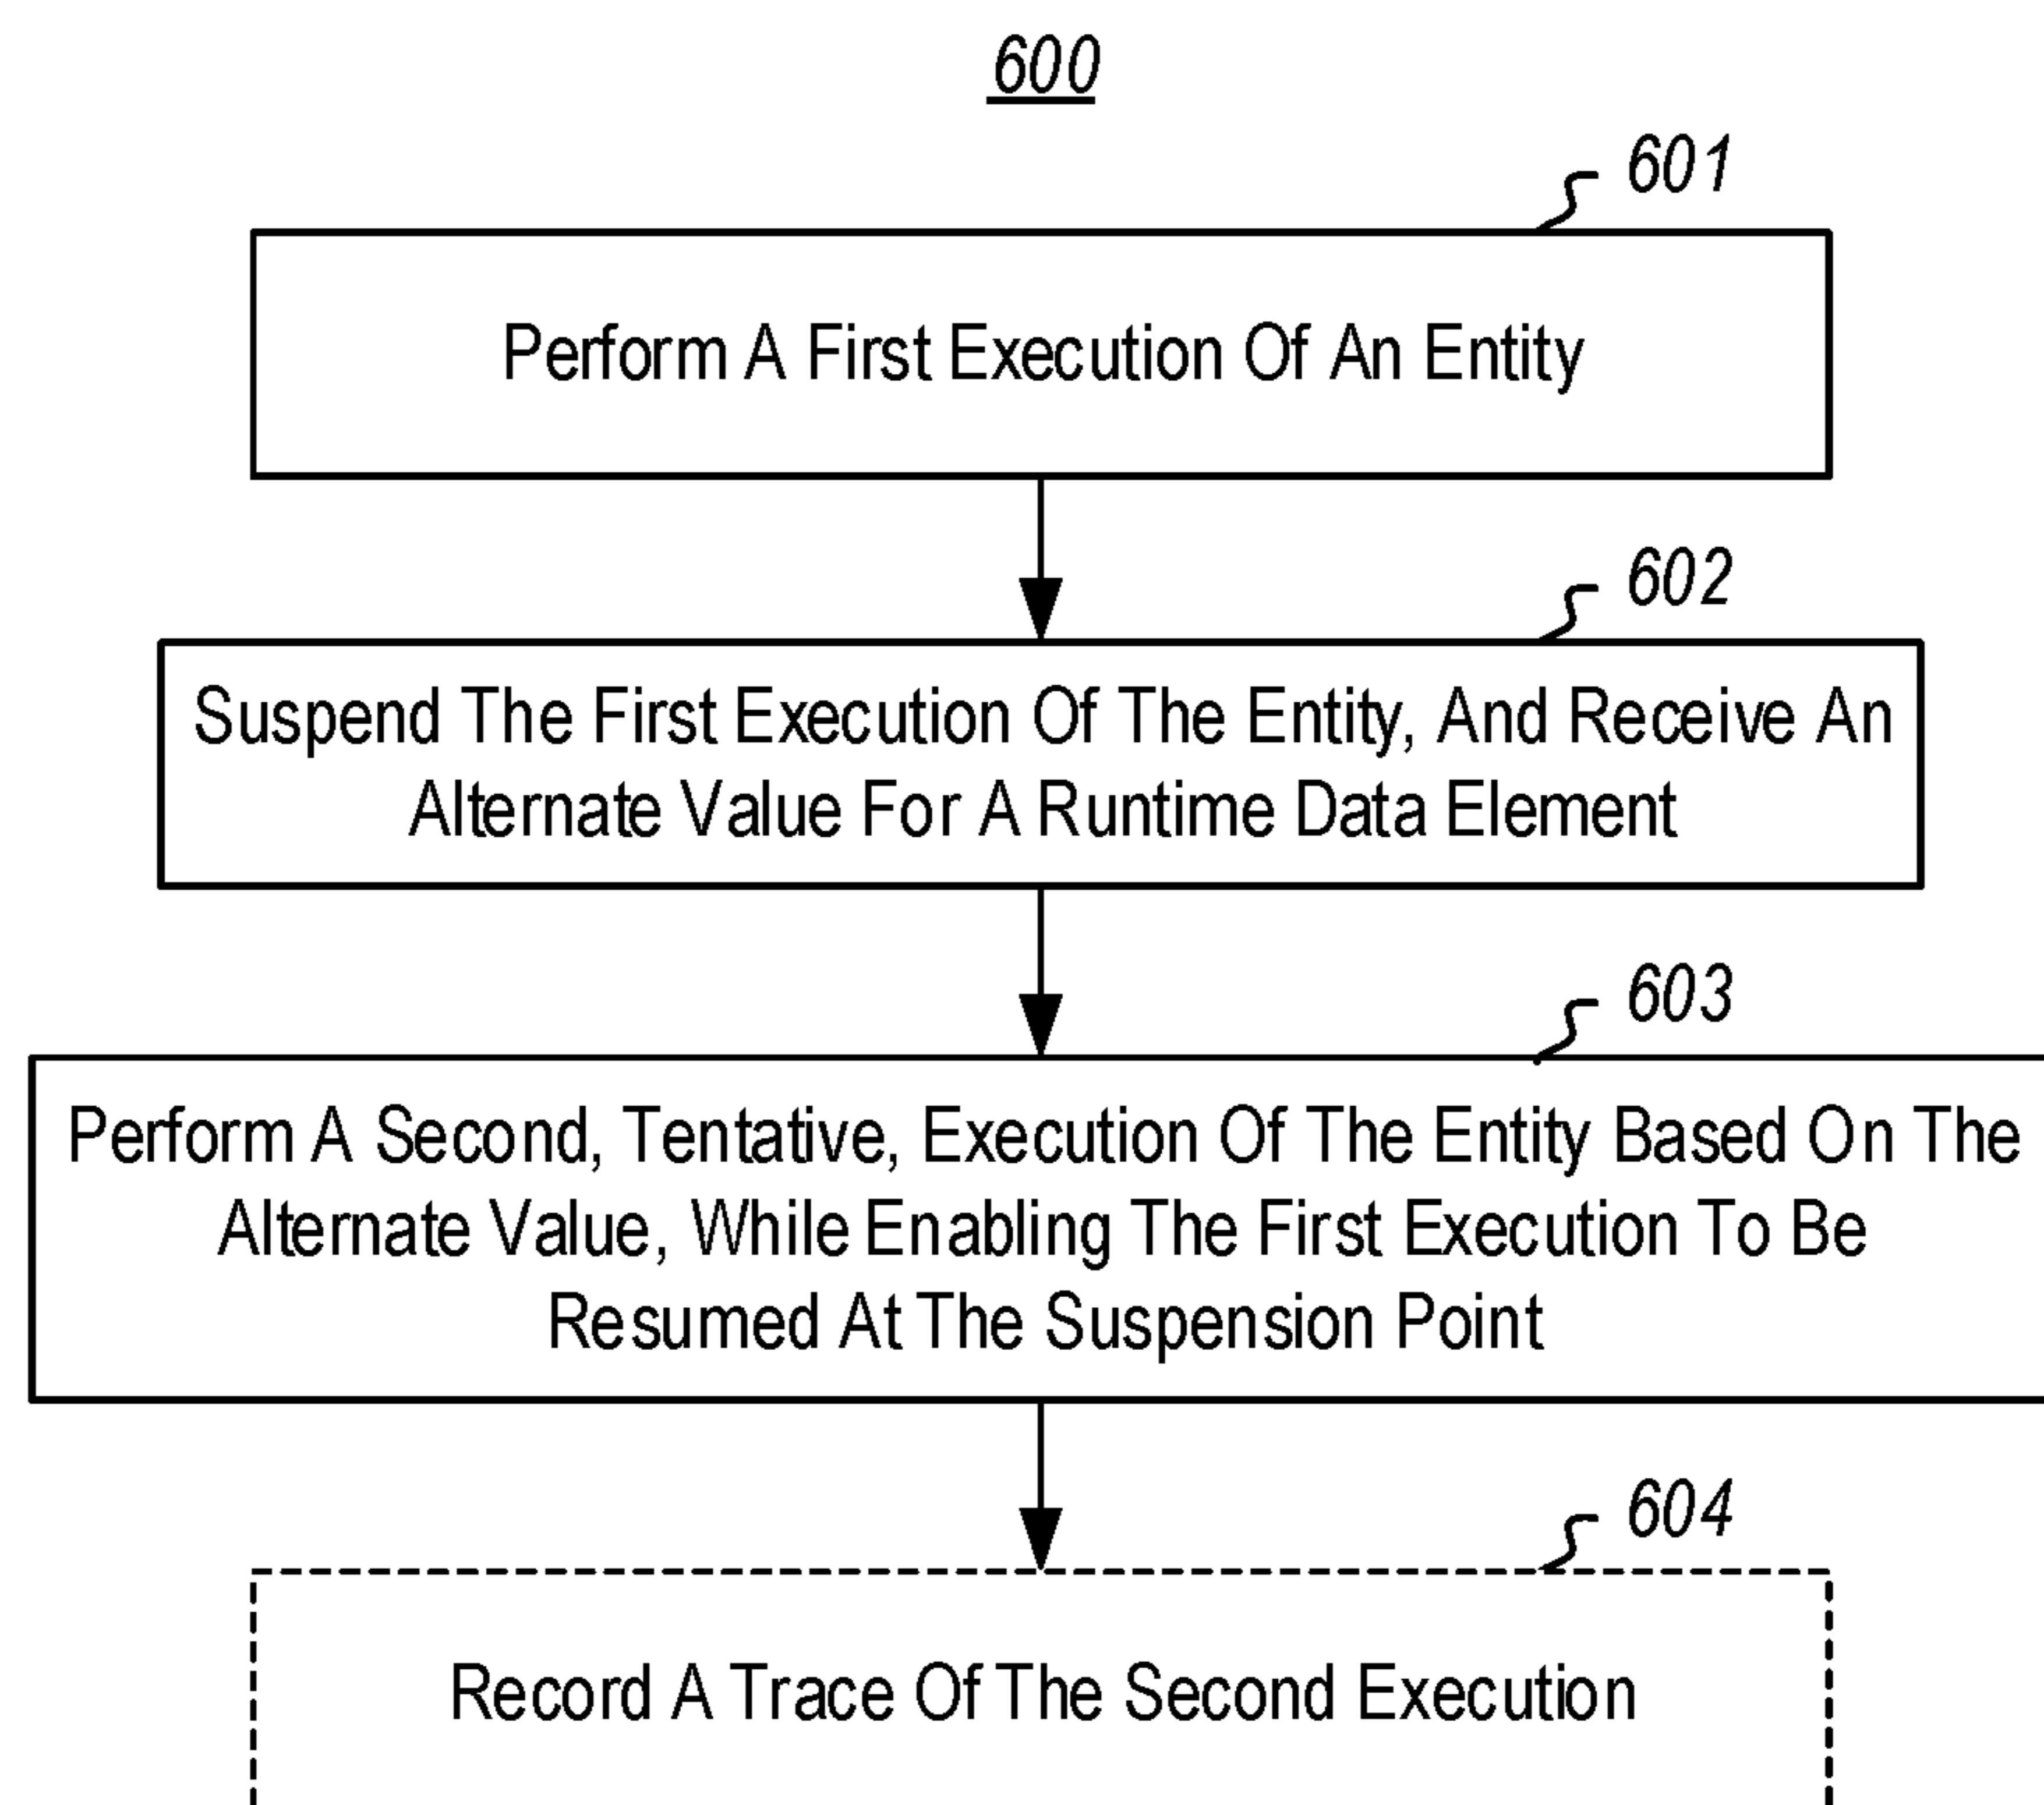 600
601
Perform A First Execution Of An Entity
602
Suspend The First Execution Of The Entity, And Receive An
Alternate Value For A Runtime Data Element
603
Perform A Second, Tentative, Execution Of The Entity Based On The
Alternate Value, While Enabling The First Execution To Be
Resumed At The Suspension Point
604
Record A Trace Of The Second Execution